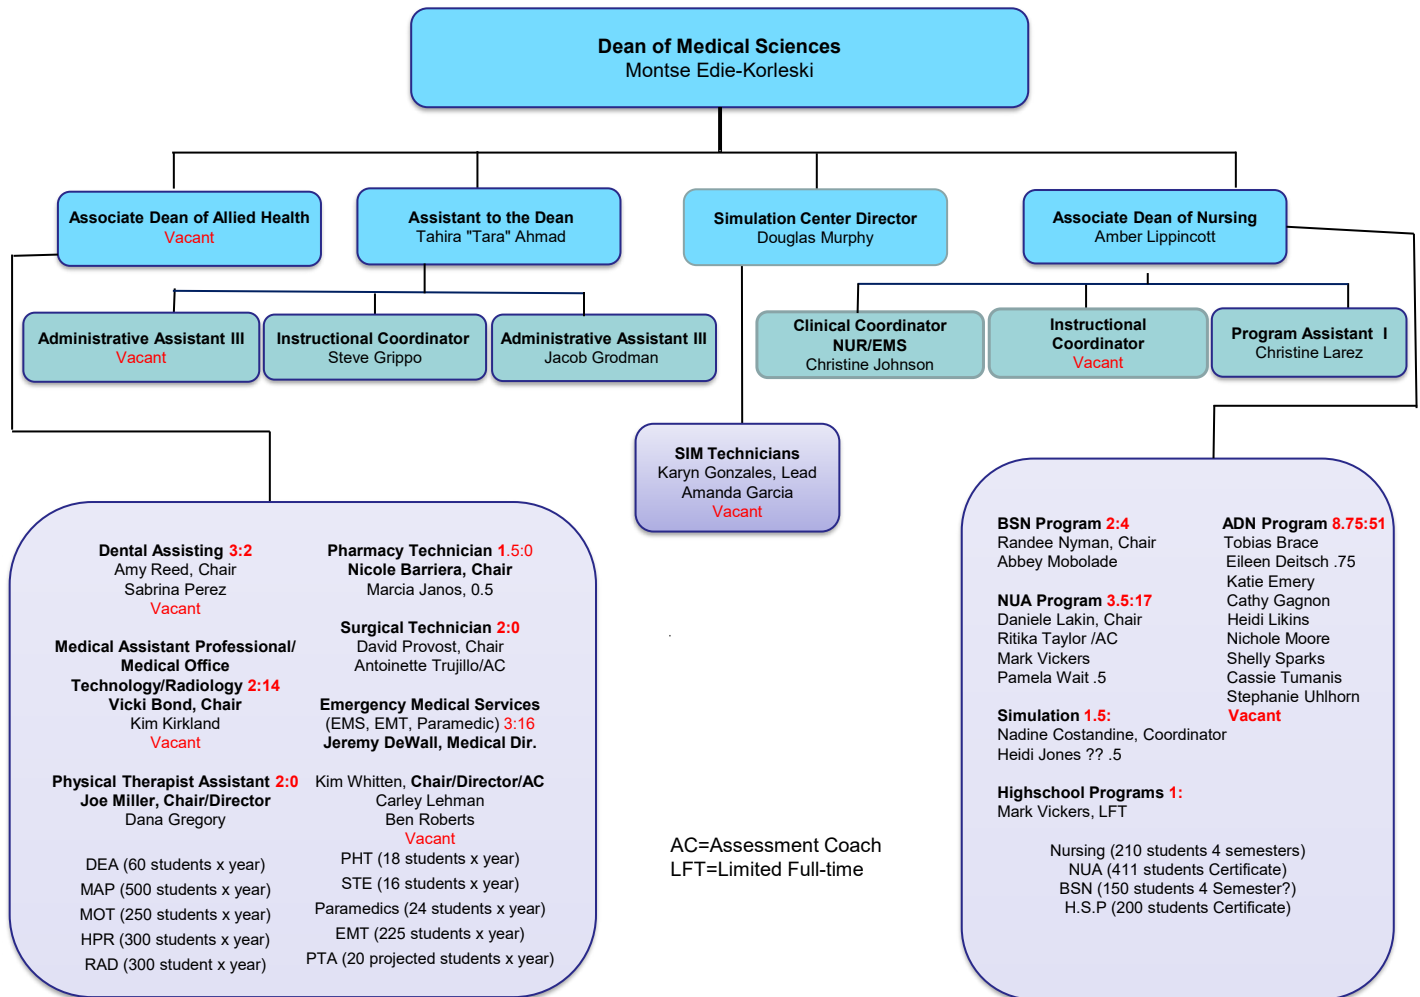 Dean of Medical Sciences
Montse Edie-Korleski
Associate Dean of Allied Health
Vacant
Assistant to the Dean
Tahira "Tara" Ahmad
Simulation Center Director
Douglas Murphy
Associate Dean of Nursing
Amber Lippincott
Administrative Assistant III
Vacant
Instructional Coordinator
Steve Grippo
Administrative Assistant III
Jacob Grodman
Clinical Coordinator
NUR/EMS
Christine Johnson
Instructional
Coordinator
Vacant
Program Assistant I
Christine Larez
SIM Technicians
Karyn Gonzales, Lead
Amanda Garcia
Vacant
Dental Assisting 3:2
Amy Reed, Chair
Sabrina Perez
Vacant
Medical Assistant Professional/
Medical Office
Technology/Radiology 2:14
Vicki Bond, Chair
Kim Kirkland
Vacant
Physical Therapist Assistant 2:0
Joe Miller, Chair/Director
Dana Gregory
DEA (60 students x year)
MAP (500 students x year)
MOT (250 students x year)
HPR (300 students x year)
RAD (300 student x year)
Pharmacy Technician 1.5:0
Nicole Barriera, Chair
Marcia Janos, 0.5
Surgical Technician 2:0
David Provost, Chair
Antoinette Trujillo/AC
Emergency Medical Services
(EMS, EMT, Paramedic) 3:16
Jeremy DeWall, Medical Dir.
Kim Whitten, Chair/Director/AC
Carley Lehman
Ben Roberts
Vacant
PHT (18 students x year)
STE (16 students x year)
Paramedics (24 students x year)
EMT (225 students x year)
PTA (20 projected students x year)
AC=Assessment Coach
LFT=Limited Full-time
BSN Program 2:4
Randee Nyman, Chair
Abbey Mobolade
NUA Program 3.5:17
Daniele Lakin, Chair
Ritika Taylor /AC
Mark Vickers
Pamela Wait .5
Simulation 1.5:
Nadine Costandine, Coordinator
Heidi Jones ?? .5
Highschool Programs 1:
Mark Vickers, LFT
ADN Program 8.75:51
Tobias Brace
Eileen Deitsch .75
Katie Emery
Cathy Gagnon
Heidi Likins
Nichole Moore
Shelly Sparks
Cassie Tumanis
Stephanie Uhlhorn
Vacant
Nursing (210 students 4 semesters)
NUA (411 students Certificate)
BSN (150 students 4 Semester?)
H.S.P (200 students Certificate)